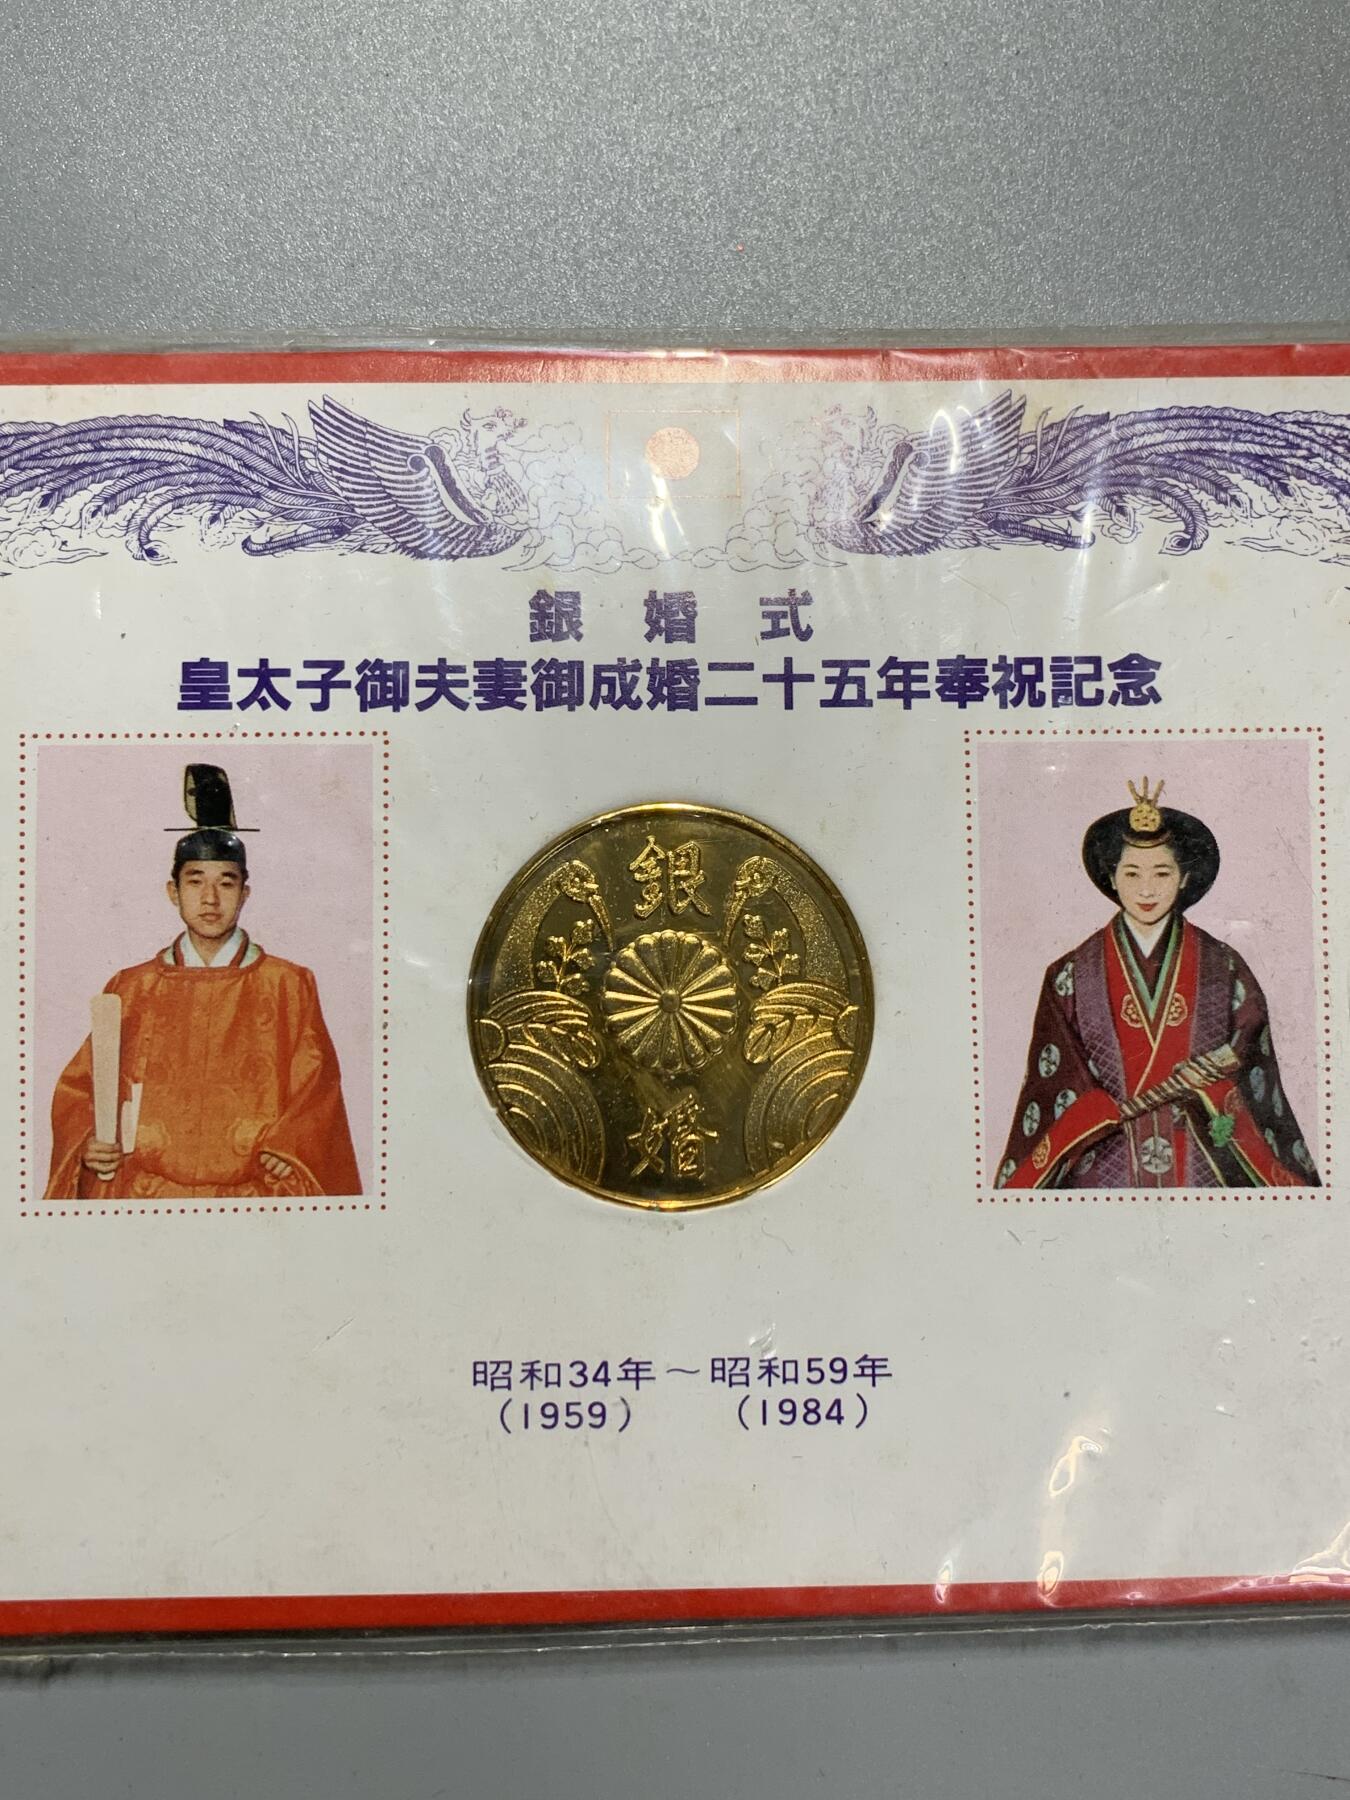 銀婚式
皇太子御夫妻御成婚二十五年奉祝記念
銀
婚
昭和34年～昭和59年
(1959) (1984)